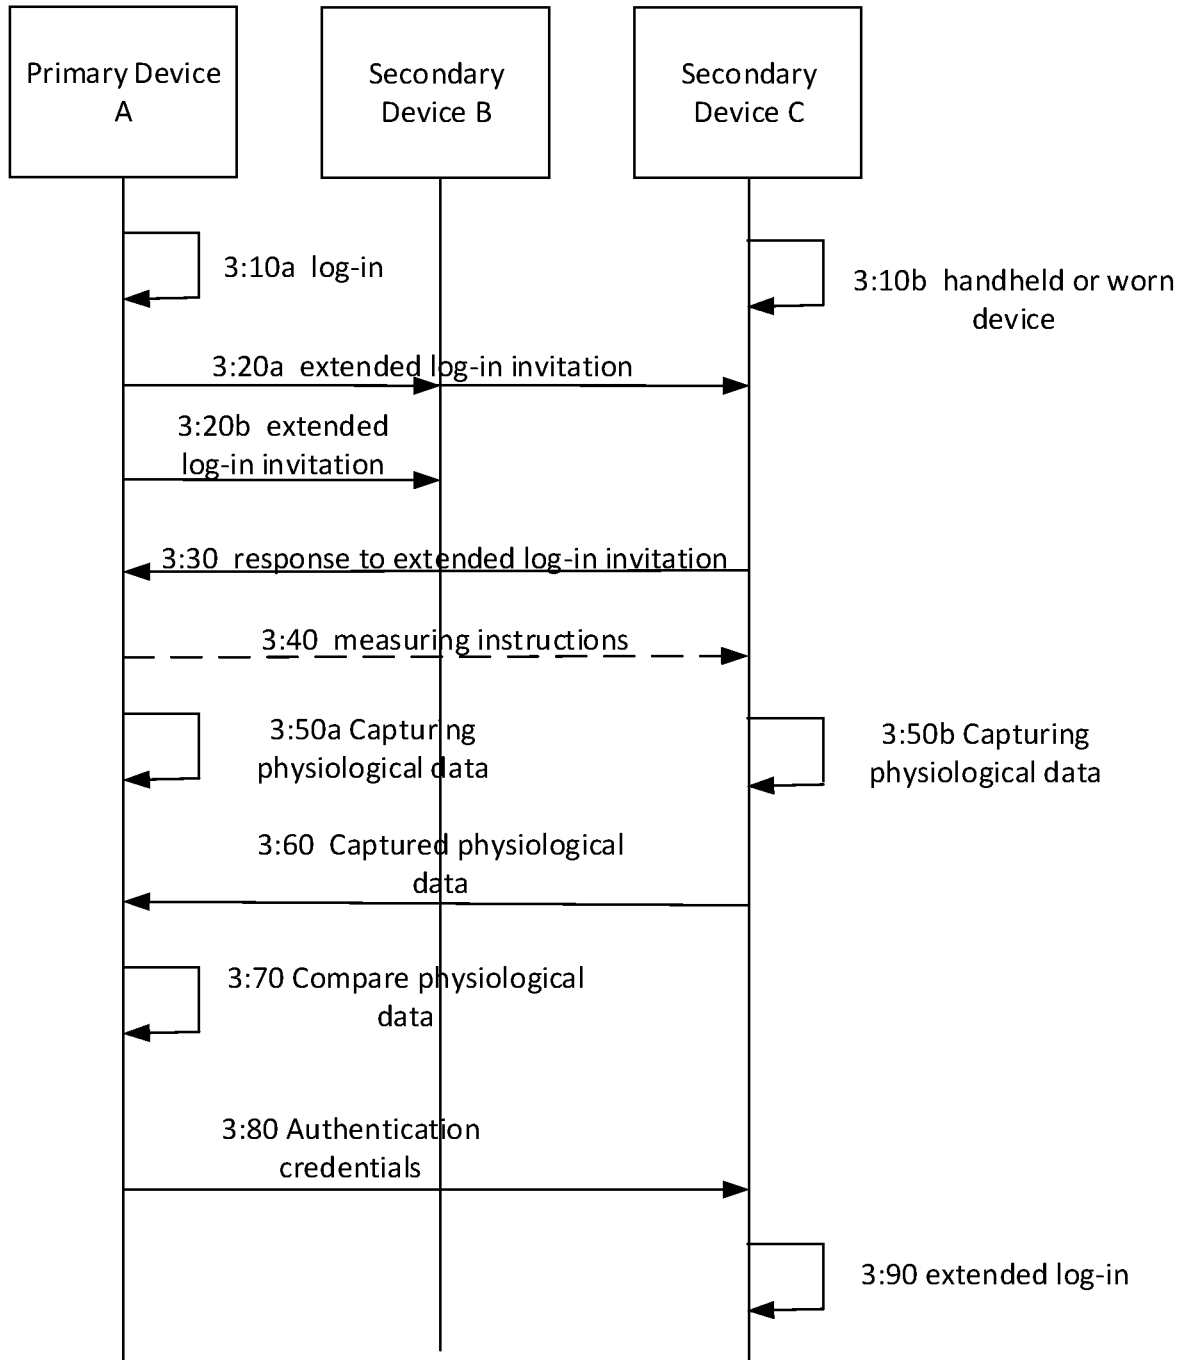 Primary Device
A
Secondary
Device B
Secondary
Device C
3:10a log-in
3:10b handheld or worn
device
3:20a extended log-in invitation
3:20b extended
log-in invitation
3:30 response to extended log-in invitation
3:40 measuring instructions
3:50a Capturing
physiological data
3:50b Capturing
physiological data
3:60 Captured physiological
data
3:70 Compare physiological
data
3:80 Authentication
credentials
3:90 extended log-in